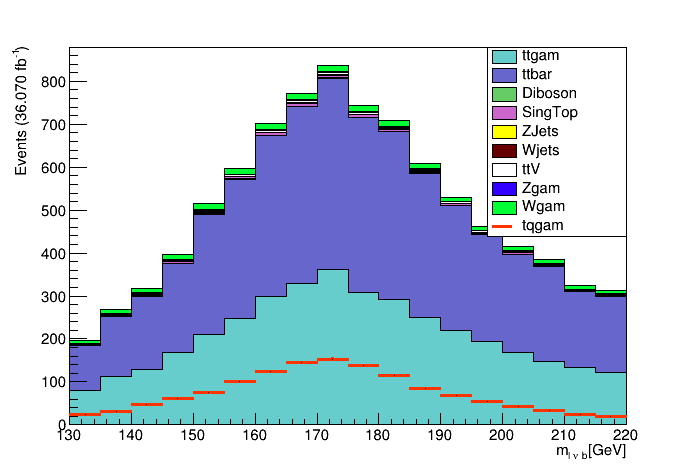 Events (36.070 fb⁻¹)
800
700
600
500
400
300
200
100
0
130 140 150 160 170 180 190 200 210 220
m_{l ν b}[GeV]
ttgam
ttbar
Diboson
SingTop
ZJets
Wjets
ttV
Zgam
Wgam
tqgam